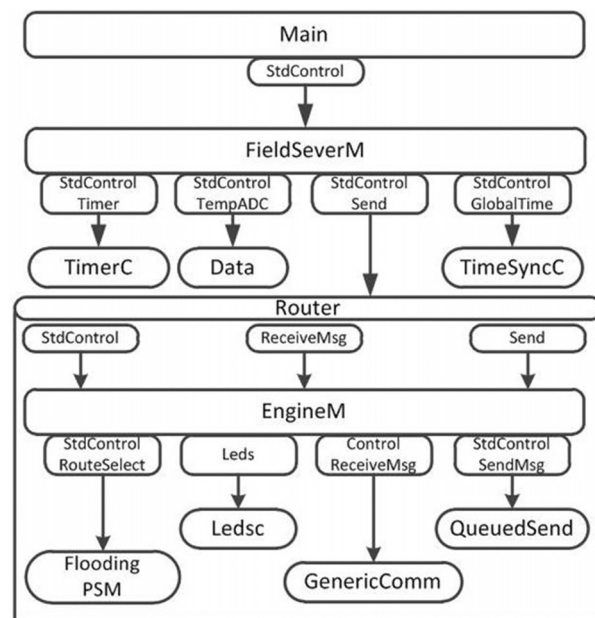 Main
StdControl
FieldSeverM
StdControl
Timer
StdControl
TempADC
StdControl
Send
StdControl
GlobalTime
TimerC
Data
TimeSyncC
Router
StdControl
ReceiveMsg
Send
EngineM
StdControl
RouteSelect
Leds
Control
ReceiveMsg
StdControl
SendMsg
Ledsc
QueuedSend
Flooding
PSM
GenericComm